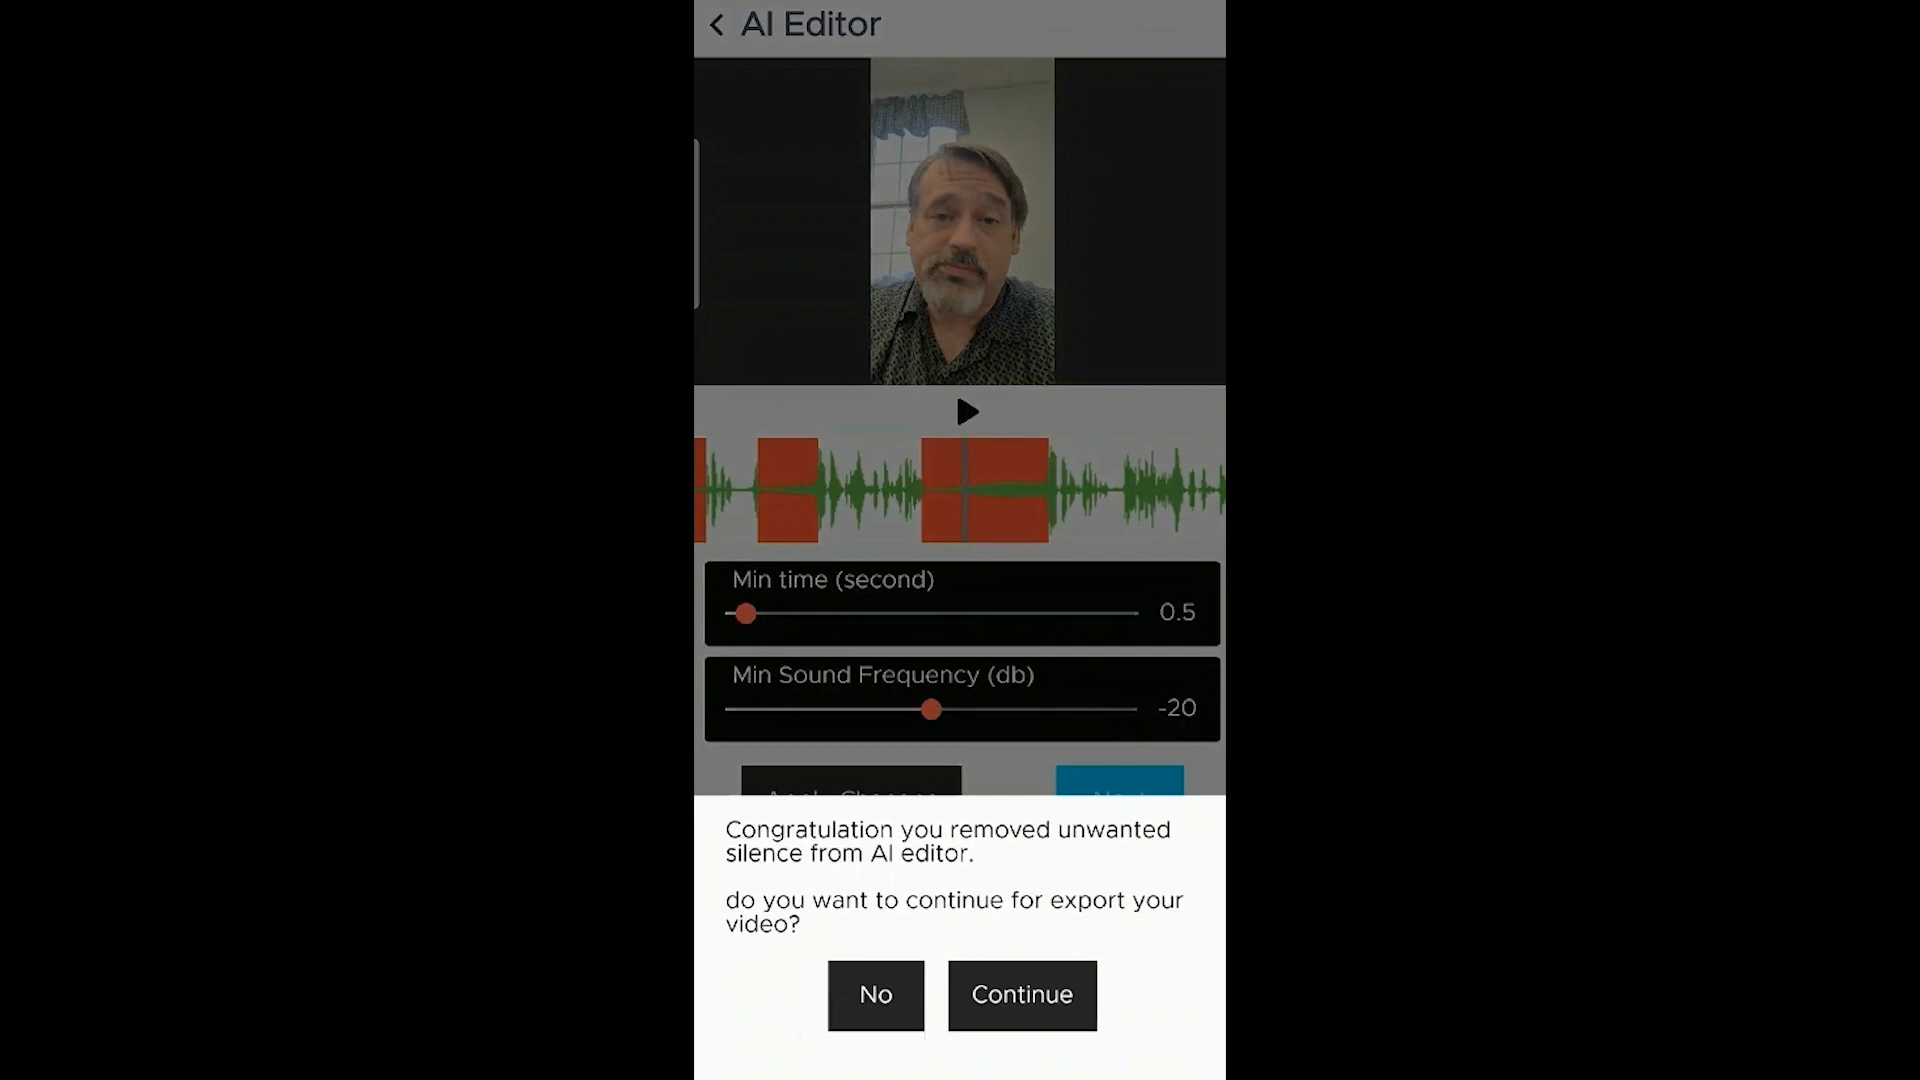 AI Editor
Min time (second)
0.5
Min Sound Frequency (db)
-20
Congratulation you removed unwanted
silence from AI editor.
do you want to continue for export your
video?
No
Continue